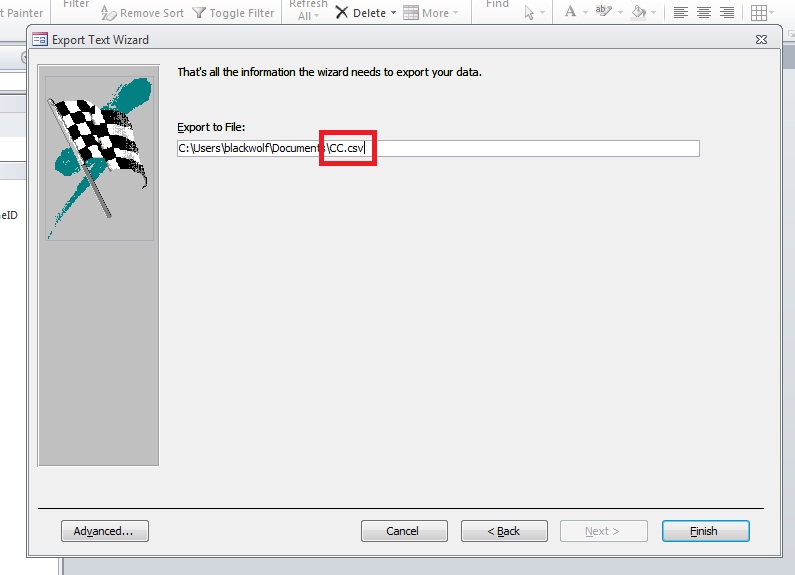 Filter
Refresh
Find
t Painter
Remove Sort
Toggle Filter
All
Delete
More
A
ab
Export Text Wizard
That's all the information the wizard needs to export your data.
Export to File:
C:\Users\blackwolf\Documents\CC.csv
eID
Advanced...
Cancel
< Back
Next >
Finish